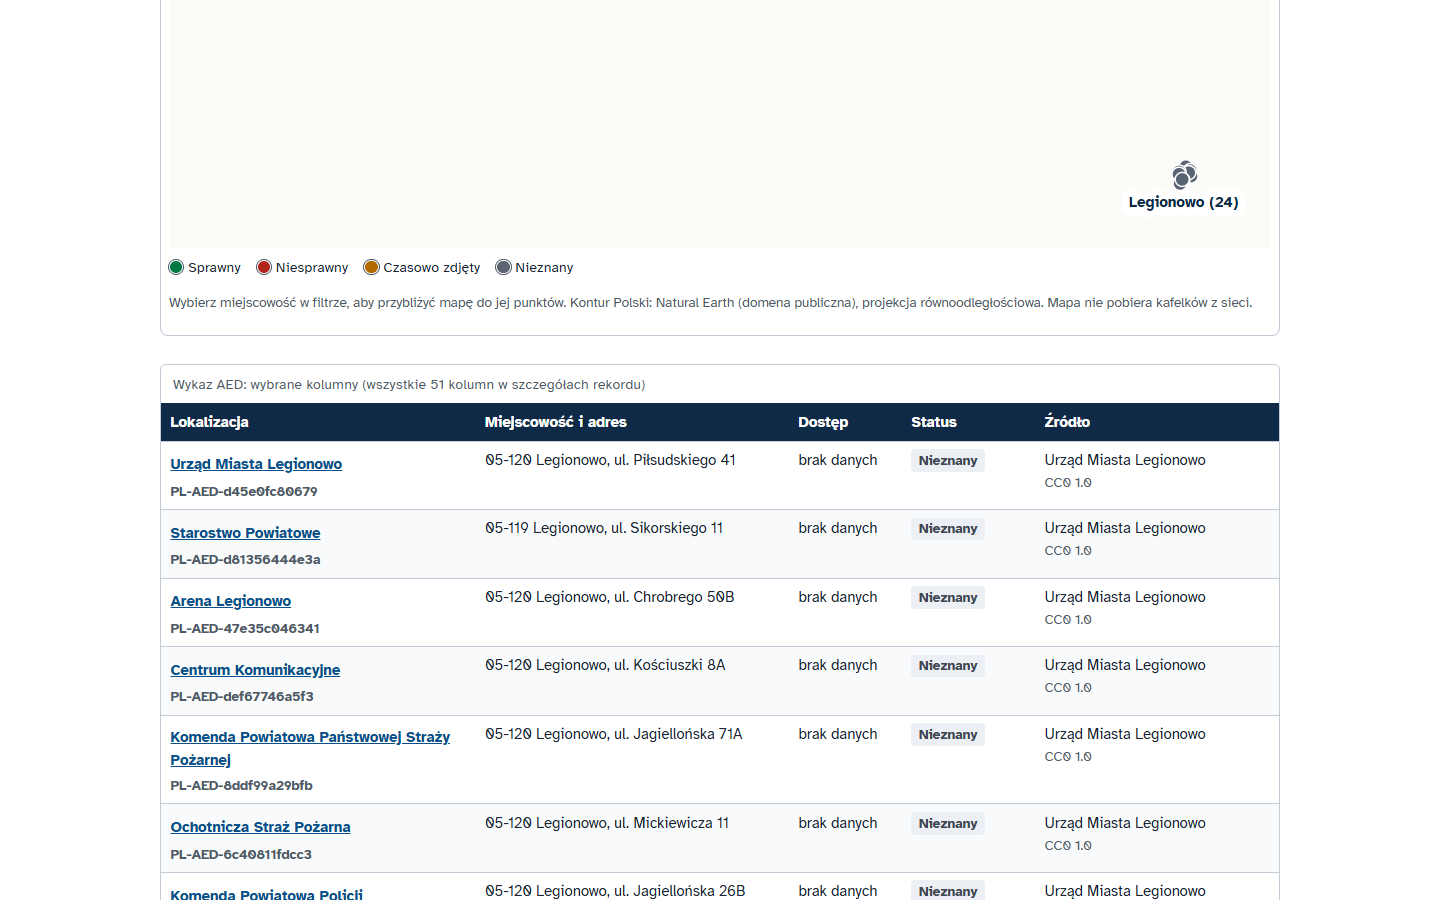 Legionowo (24)
Sprawny Niesprawny Czasowo zdjęty Nieznany
Wybierz miejscowość w filtrze, aby przybliżyć mapę do jej punktów. Kontur Polski: Natural Earth (domena publiczna), projekcja równoodległościowa. Mapa nie pobiera kafelków z sieci.
Wykaz AED: wybrane kolumny (wszystkie 51 kolumn w szczegółach rekordu)
Lokalizacja Miejscowość i adres Dostęp Status Źródło
Urząd Miasta Legionowo 05-120 Legionowo, ul. Piłsudskiego 41 brak danych Nieznany Urząd Miasta Legionowo
PL-AED-d45e0fc80679 CC0 1.0
Starostwo Powiatowe 05-119 Legionowo, ul. Sikorskiego 11 brak danych Nieznany Urząd Miasta Legionowo
PL-AED-d81356444e3a CC0 1.0
Arena Legionowo 05-120 Legionowo, ul. Chrobrego 50B brak danych Nieznany Urząd Miasta Legionowo
PL-AED-47e35c046341 CC0 1.0
Centrum Komunikacyjne 05-120 Legionowo, ul. Kościuszki 8A brak danych Nieznany Urząd Miasta Legionowo
PL-AED-def67746a5f3 CC0 1.0
Komenda Powiatowa Państwowej Straży 05-120 Legionowo, ul. Jagiellońska 71A brak danych Nieznany Urząd Miasta Legionowo
Pożarnej CC0 1.0
PL-AED-8ddf99a29bfb
Ochotnicza Straż Pożarna 05-120 Legionowo, ul. Mickiewicza 11 brak danych Nieznany Urząd Miasta Legionowo
PL-AED-6c40811fdcc3 CC0 1.0
Komenda Powiatowa Policji 05-120 Legionowo, ul. Jagiellońska 26B brak danych Nieznany Urząd Miasta Legionowo